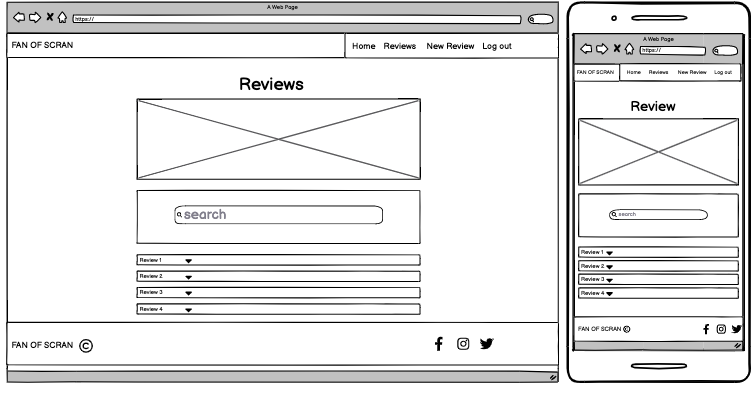 A Web Page
https://
FAN OF SCRAN
Home Reviews New Review Log out
Reviews
search
Review 1
Review 2
Review 3
Review 4
FAN OF SCRAN ©
A Web Page
https://
FAN OF SCRAN Home Reviews New Review Log out
Review
search
Review 1
Review 2
Review 3
Review 4
FAN OF SCRAN ©